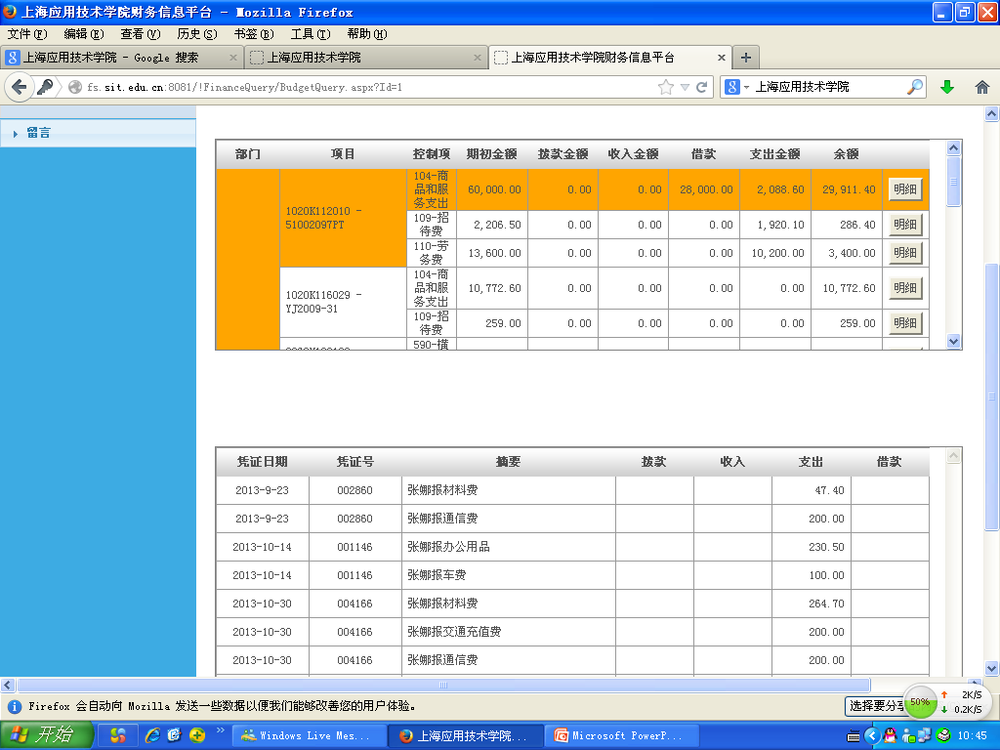 上海应用技术学院财务信息平台 - Mozilla Firefox
文件(F) 编辑(E) 查看(V) 历史(S) 书签(B) 工具(T) 帮助(H)
上海应用技术学院 - Google 搜索 × 上海应用技术学院 × 上海应用技术学院财务信息平台 ×
fs.sit.edu.cn:8081/!FinanceQuery/BudgetQuery.aspx?Id=1 上海应用技术学院
留言
部门 项目 控制项 期初金额 拨款金额 收入金额 借款 支出金额 余额
1020K112010 -
51002097PT
104-商
品和服
务支出
60,000.00 0.00 0.00 28,000.00 2,088.60 29,911.40 明细
109-招
待费
2,206.50 0.00 0.00 0.00 1,920.10 286.40 明细
110-劳
务费
13,600.00 0.00 0.00 0.00 10,200.00 3,400.00 明细
1020K116029 -
YJ2009-31
104-商
品和服
务支出
10,772.60 0.00 0.00 0.00 0.00 10,772.60 明细
109-招
待费
259.00 0.00 0.00 0.00 0.00 259.00 明细
590-横
凭证日期 凭证号 摘要 拨款 收入 支出 借款
2013-9-23 002860 张娜报材料费 47.40
2013-9-23 002860 张娜报通信费 200.00
2013-10-14 001146 张娜报办公用品 230.50
2013-10-14 001146 张娜报车费 100.00
2013-10-30 004166 张娜报材料费 264.70
2013-10-30 004166 张娜报交通充值费 200.00
2013-10-30 004166 张娜报通信费 200.00
Firefox 会自动向 Mozilla 发送一些数据以便我们能够改善您的用户体验。 选择要分享
50% 2K/S
0.2K/S
开始 Windows Live Mes... 上海应用技术学院... Microsoft PowerP... 10:45